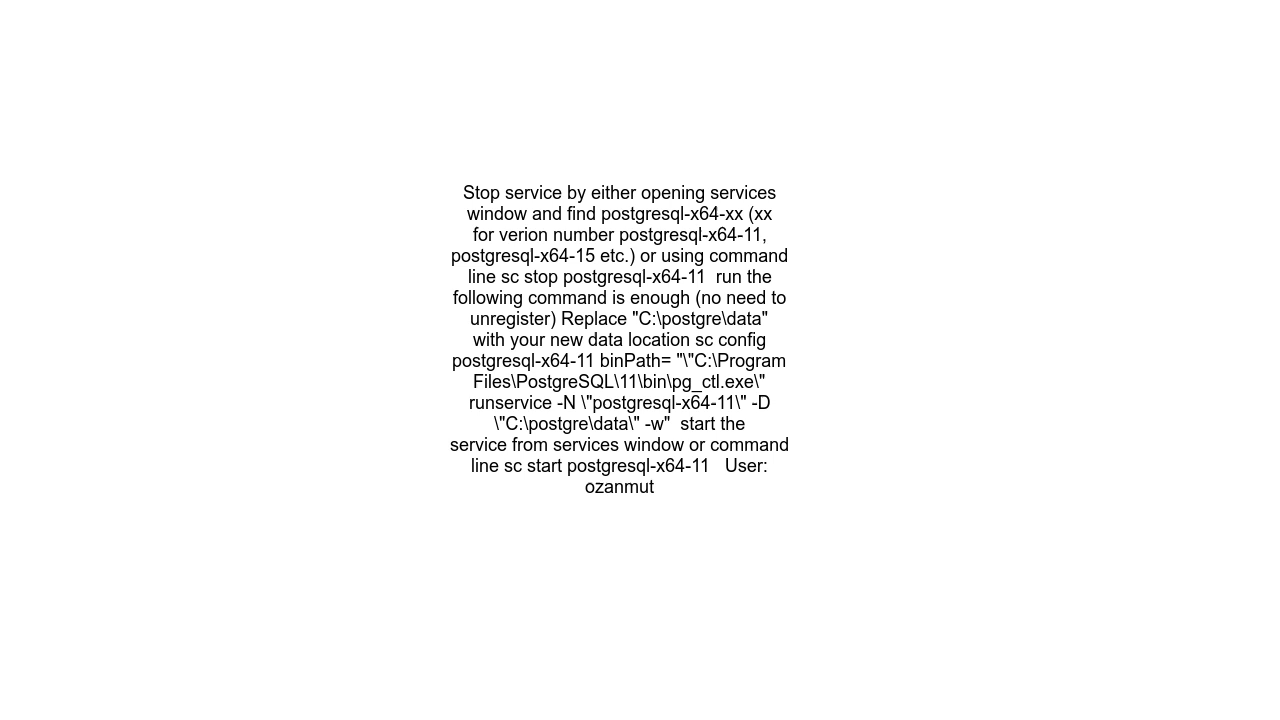 Stop service by either opening services
window and find postgresql-x64-xx (xx
for verion number postgresql-x64-11,
postgresql-x64-15 etc.) or using command
line sc stop postgresql-x64-11  run the
following command is enough (no need to
unregister) Replace "C:\postgre\data"
with your new data location sc config
postgresql-x64-11 binPath= "\"C:\Program
Files\PostgreSQL\11\bin\pg_ctl.exe\"
runservice -N \"postgresql-x64-11\" -D
\"C:\postgre\data\" -w"  start the
service from services window or command
line sc start postgresql-x64-11   User:
ozanmut